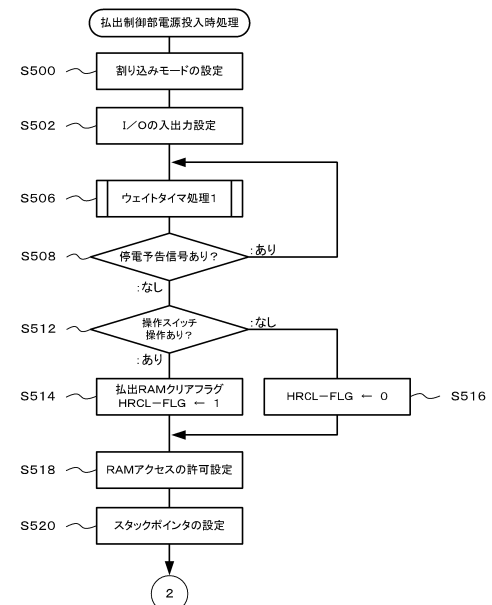 払出制御部電源投入時処理
S500
割り込みモードの設定
S502
I/Oの入出力設定
S506
ウェイトタイマ処理1
S508
停電予告信号あり?
:あり
:なし
S512
操作スイッチ
操作あり?
:なし
:あり
S514
払出RAMクリアフラグ
HRCL-FLG ← 1
HRCL-FLG ← 0
S516
S518
RAMアクセスの許可設定
S520
スタックポインタの設定
2